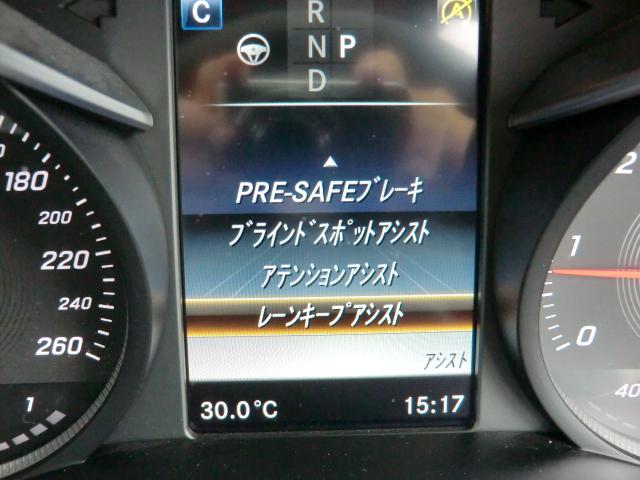 C
R
N P
D
PRE-SAFEブレーキ
ブラインドスポットアシスト
アテンションアシスト
レーンキープアシスト
アシスト
30.0°C 15:17
180
200
220
240
260
1
2
1
0
40